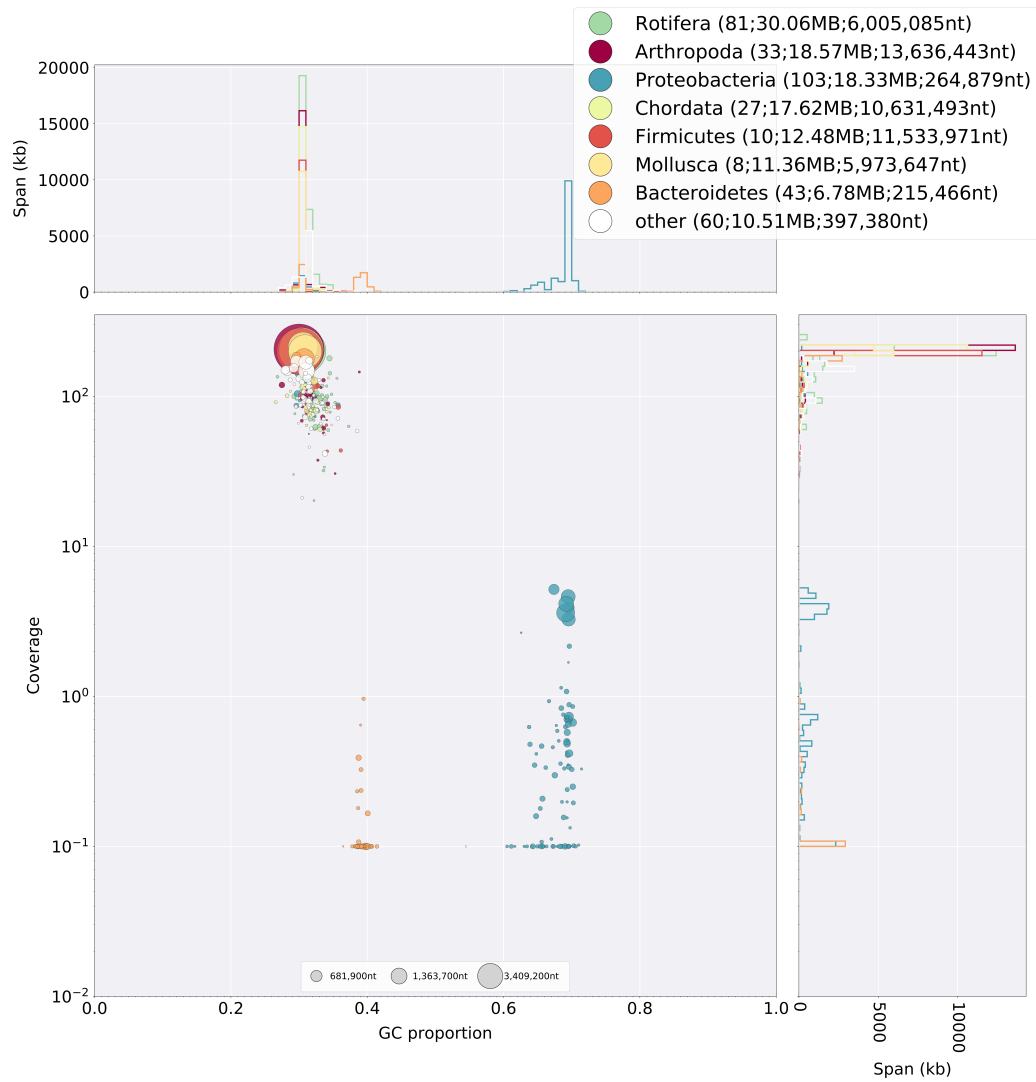 Rotifera (81;30.06MB;6,005,085nt)
Arthropoda (33;18.57MB;13,636,443nt)
Proteobacteria (103;18.33MB;264,879nt)
Chordata (27;17.62MB;10,631,493nt)
Firmicutes (10;12.48MB;11,533,971nt)
Mollusca (8;11.36MB;5,973,647nt)
Bacteroidetes (43;6.78MB;215,466nt)
other (60;10.51MB;397,380nt)
Span (kb)
20000
15000
10000
5000
0
Coverage
10²
10¹
10⁰
10⁻¹
10⁻²
681,900nt 1,363,700nt 3,409,200nt
0.0 0.2 0.4 0.6 0.8 1.0
GC proportion
0 5000 10000
Span (kb)